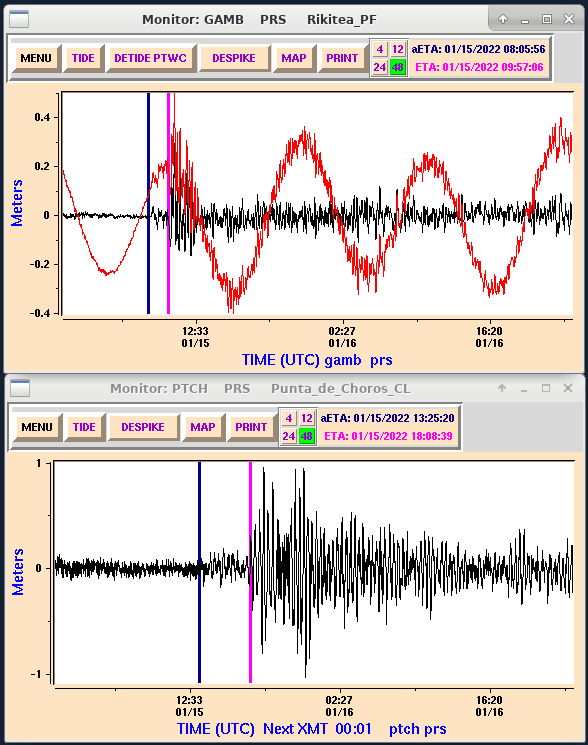 Monitor: GAMB PRS Rikitea_PF
MENU TIDE DETIDE PTWC DESPIKE MAP PRINT
4 12 aETA: 01/15/2022 08:05:56
24 48 ETA: 01/15/2022 09:57:06
Meters
0.4
0.2
0
-0.2
-0.4
12:33 02:27 16:20
01/15 01/16 01/16
TIME (UTC) gamb prs
Monitor: PTCH PRS Punta_de_Choros_CL
MENU TIDE DESPIKE MAP PRINT
4 12 aETA: 01/15/2022 13:25:20
24 48 ETA: 01/15/2022 18:08:39
Meters
1
0
-1
12:33 02:27 16:20
01/15 01/16 01/16
TIME (UTC) Next XMT 00:01 ptch prs